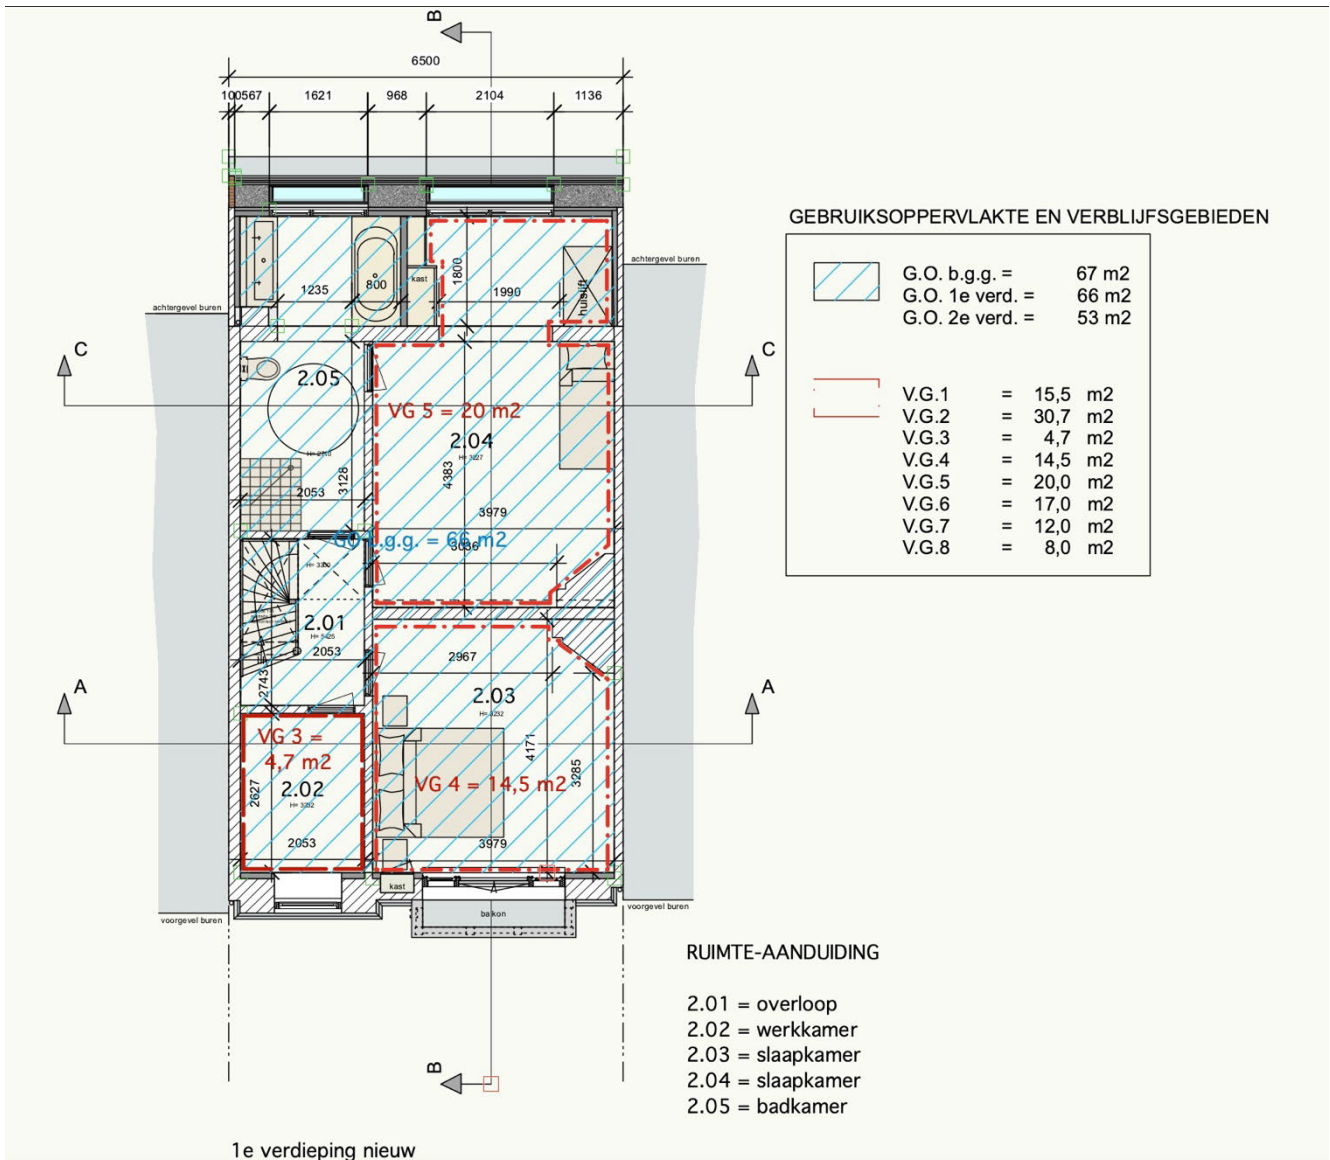 B
6500
100567 1621 968 2104 1136
GEBRUIKSOPPERVLAKTE EN VERBLIJFSGEBIEDEN
G.O. b.g.g. = 67 m2
G.O. 1e verd. = 66 m2
G.O. 2e verd. = 53 m2
V.G.1 = 15,5 m2
V.G.2 = 30,7 m2
V.G.3 = 4,7 m2
V.G.4 = 14,5 m2
V.G.5 = 20,0 m2
V.G.6 = 17,0 m2
V.G.7 = 12,0 m2
V.G.8 = 8,0 m2
achtergevel buren
achtergevel buren
1235
800
kast
1800
1990
huislift
C
C
2.05
VG 5 = 20 m2
2.04
4383
3128
2053
3979
3036
b.g.g. = 66 m2
2.01
2053
2743
2967
2.03
A
A
VG 3 =
4,7 m2
2.02
2627
2053
4171
3285
VG 4 = 14,5 m2
3979
kast
balkon
voorgevel buren
voorgevel buren
RUIMTE-AANDUIDING
2.01 = overloop
2.02 = werkkamer
2.03 = slaapkamer
2.04 = slaapkamer
2.05 = badkamer
B
1e verdieping nieuw